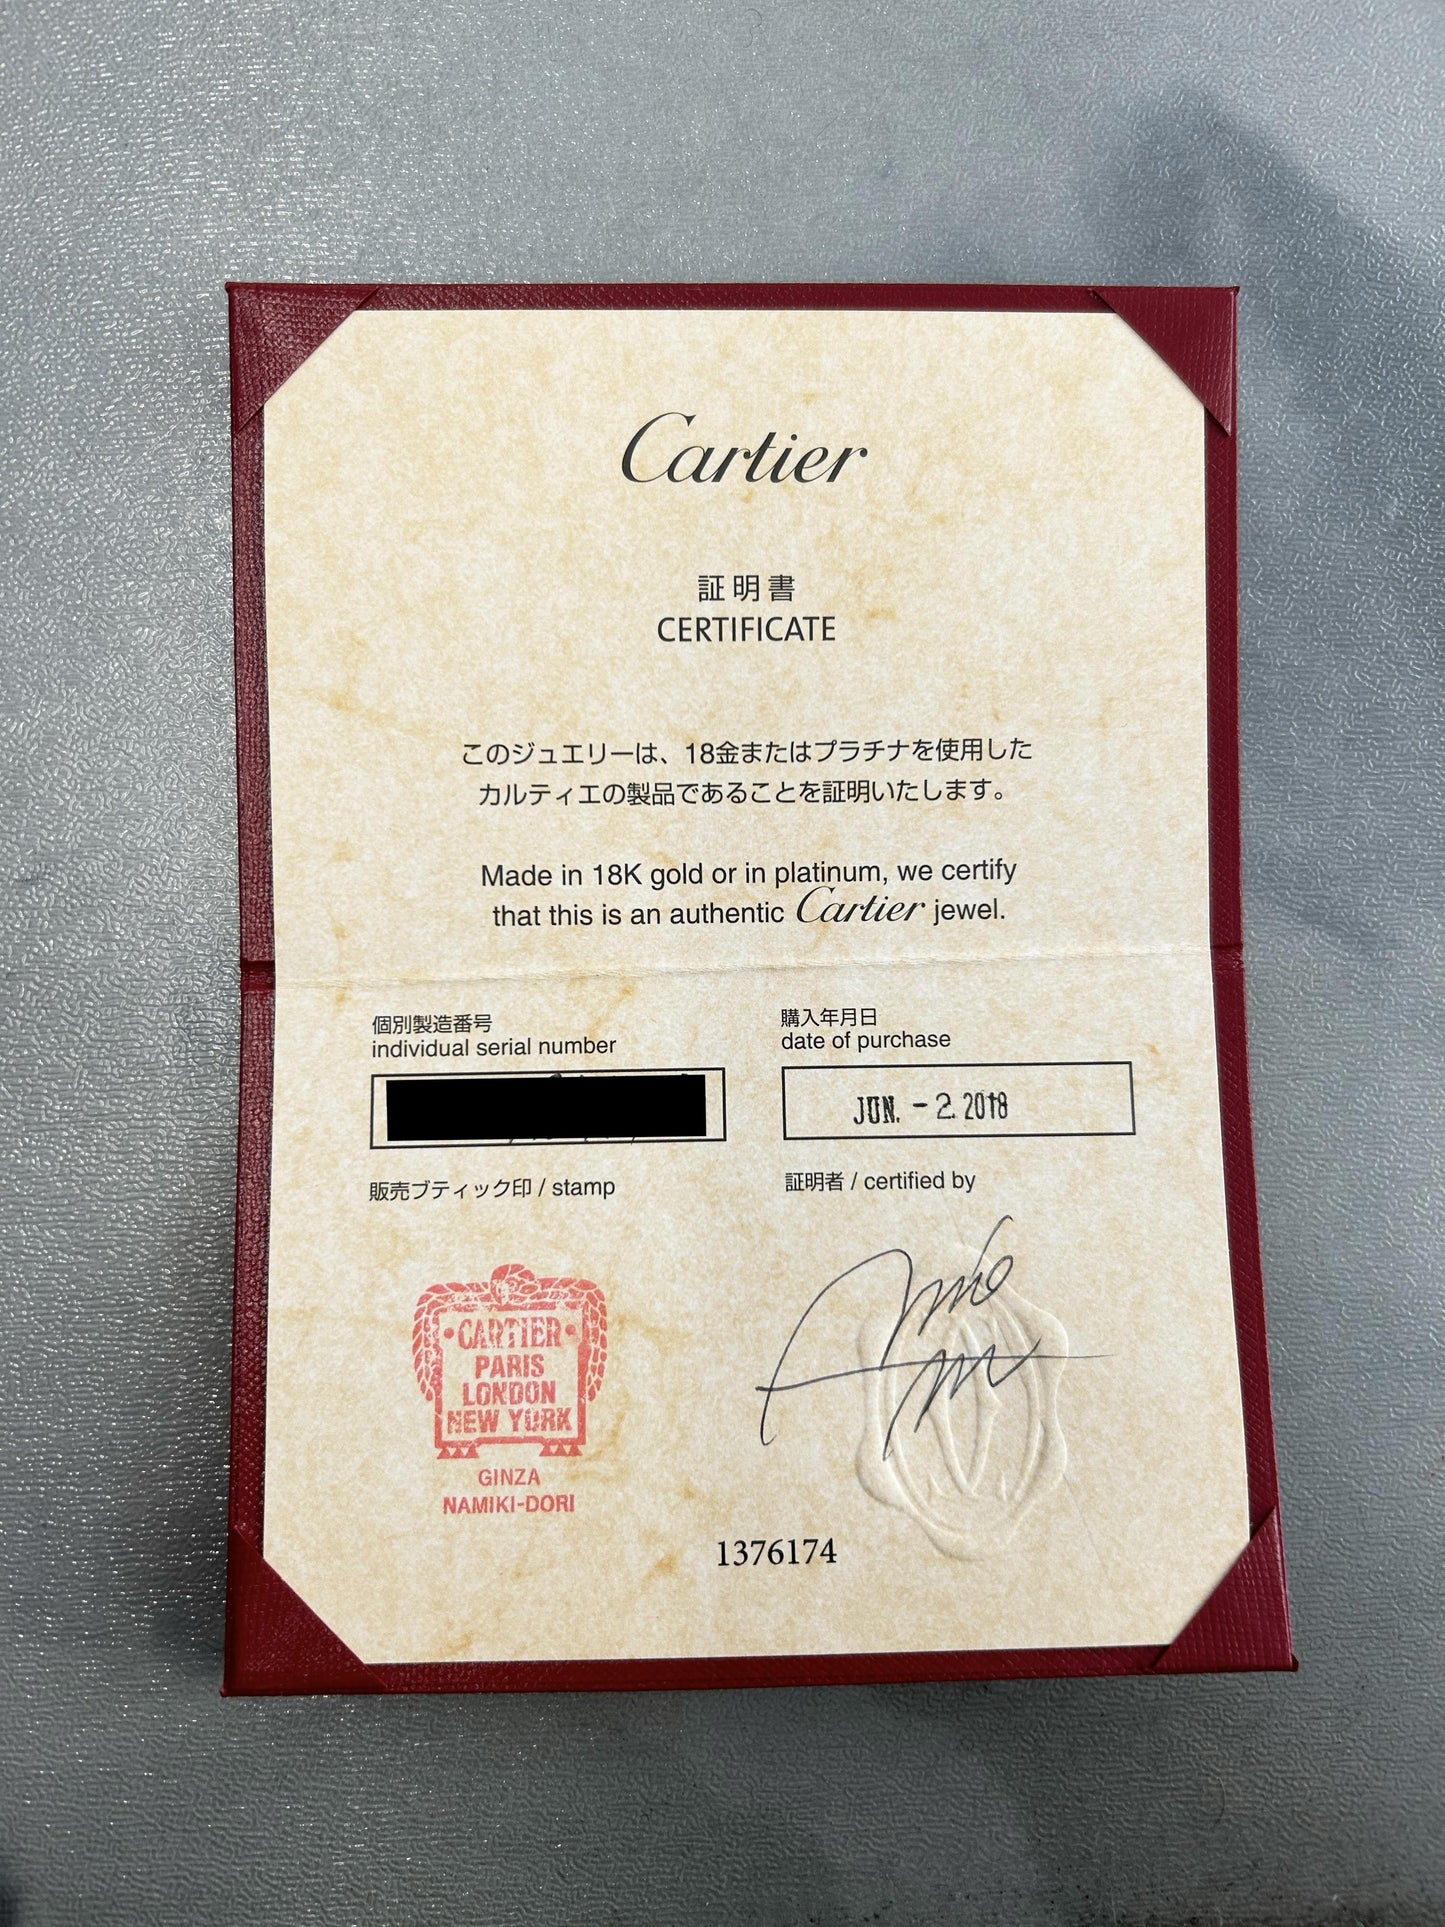 Cartier
証明書
CERTIFICATE
このジュエリーは、18金またはプラチナを使用した
カルティエの製品であることを証明いたします。
Made in 18K gold or in platinum, we certify
that this is an authentic Cartier jewel.
個別製造番号
individual serial number
購入年月日
date of purchase
JUN. - 2. 2018
販売ブティック印 / stamp
証明者 / certified by
・CARTIER・
PARIS
LONDON
NEW YORK
GINZA
NAMIKI-DORI
1376174